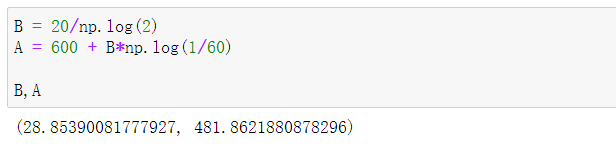 B = 20/np.log(2)
A = 600 + B*np.log(1/60)
B,A
(28.85390081777927, 481.8621880878296)